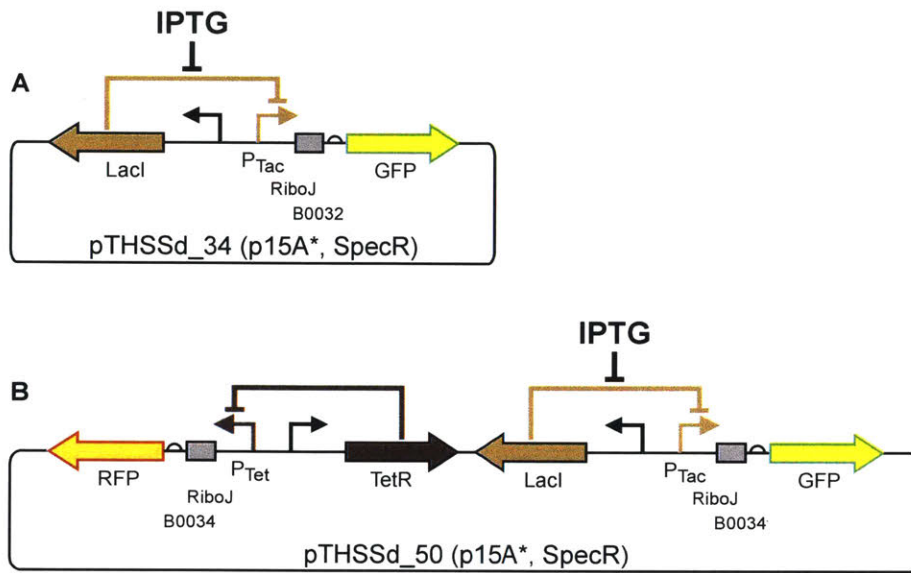 IPTG
A
LacI
PTac
RiboJ
B0032
GFP
pTHSSd_34 (p15A*, SpecR)
IPTG
B
RFP
RiboJ
B0034
PTet
TetR
LacI
PTac
RiboJ
B0034
GFP
pTHSSd_50 (p15A*, SpecR)